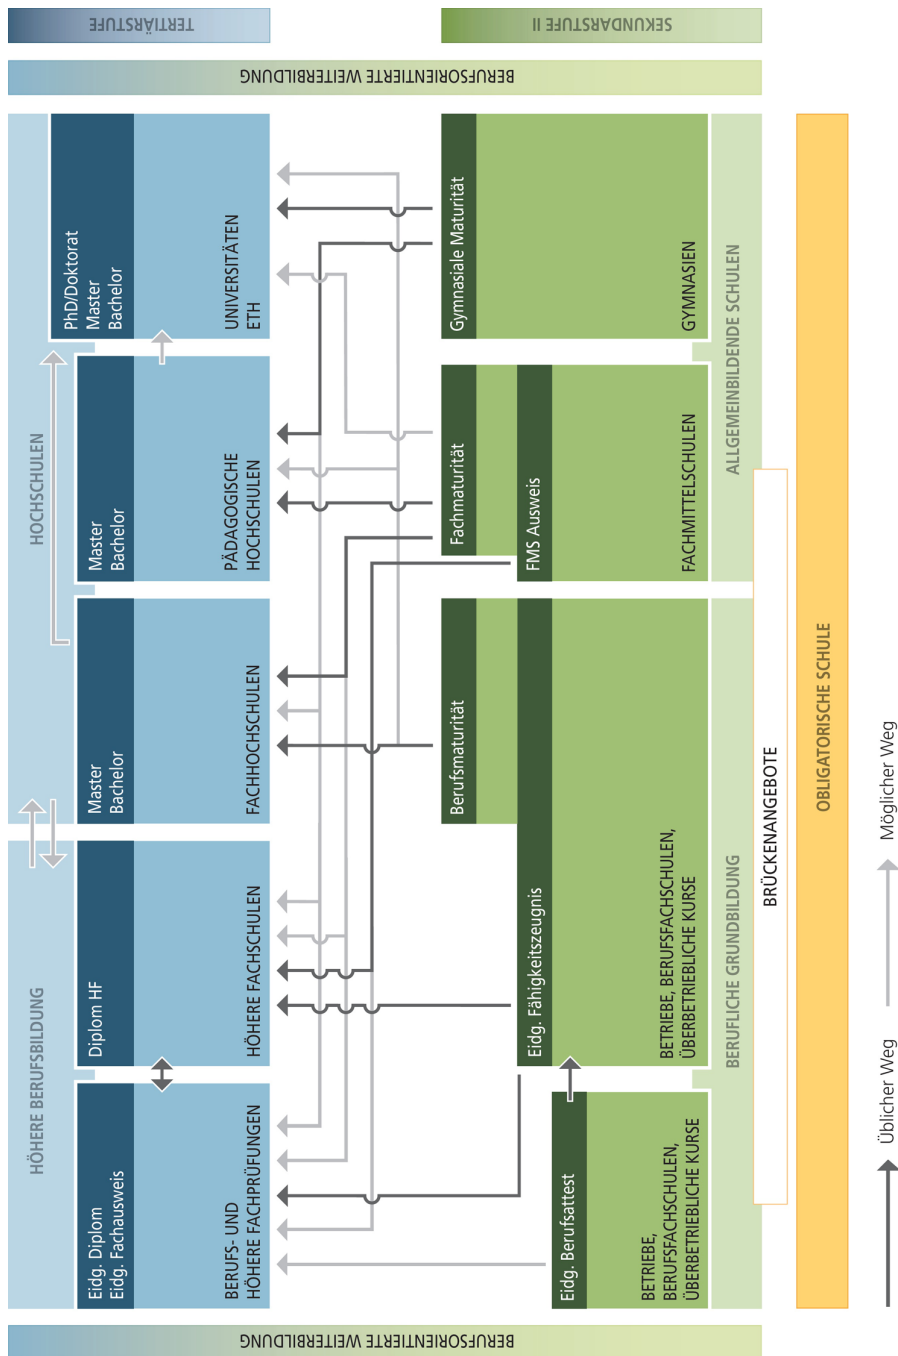 BERUFSORIENTIERTE WEITERBILDUNG
HÖHERE BERUFSBILDUNG
HOCHSCHULEN
Eidg. Diplom
Eidg. Fachausweis
BERUFS- UND
HÖHERE FACHPRÜFUNGEN
Diplom HF
HÖHERE FACHSCHULEN
Master
Bachelor
FACHHOCHSCHULEN
Master
Bachelor
PÄDAGOGISCHE
HOCHSCHULEN
PhD/Doktorat
Master
Bachelor
UNIVERSITÄTEN
ETH
BERUFSORIENTIERTE WEITERBILDUNG
TERTIÄRSTUFE
Eidg. Berufsattest
BETRIEBE,
BERUFSFACHSCHULEN,
ÜBERBETRIEBLICHE KURSE
Berufsmaturität
Eidg. Fähigkeitszeugnis
BETRIEBE, BERUFSFACHSCHULEN,
ÜBERBETRIEBLICHE KURSE
Fachmaturität
FMS Ausweis
FACHMITTELSCHULEN
Gymnasiale Maturität
GYMNASIEN
SEKUNDARSTUFE II
BERUFLICHE GRUNDBILDUNG
ALLGEMEINBILDENDE SCHULEN
BRÜCKENANGEBOTE
OBLIGATORISCHE SCHULE
Üblicher Weg
Möglicher Weg